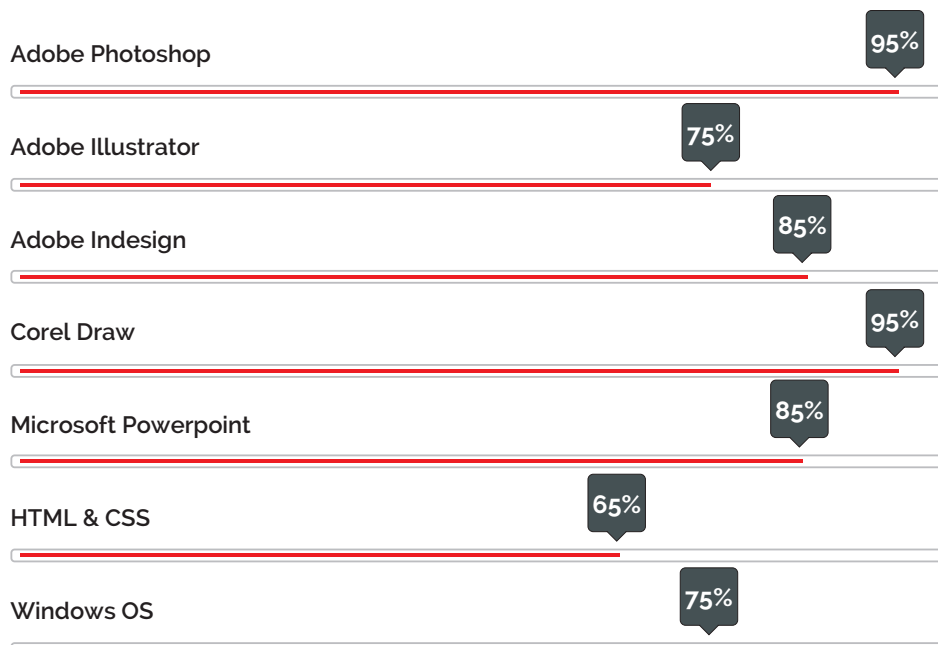 Adobe Photoshop
95%
Adobe Illustrator
75%
Adobe Indesign
85%
Corel Draw
95%
Microsoft Powerpoint
85%
HTML & CSS
65%
Windows OS
75%